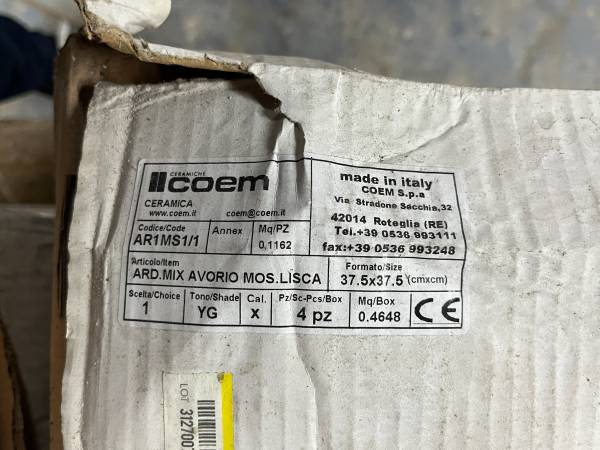 CERAMICHE
coem
CERAMICA
www.coem.it coem@coem.it
made in italy
COEM S.p.a
Via Stradone Secchia,32
42014 Roteglia (RE)
Tel.+39 0536 993111
fax:+39 0536 993248
Codice/Code Annex Mq/PZ
AR1MS1/1 0,1162
Articolo/Item Formato/Size
ARD.MIX AVORIO MOS.LISCA 37.5x37.5 (cmxcm)
Scelta/Choice Tono/Shade Cal. Pz/Sc-Pcs/Box Mq/Box CE
1 YG X 4 pz 0.4648
LOT